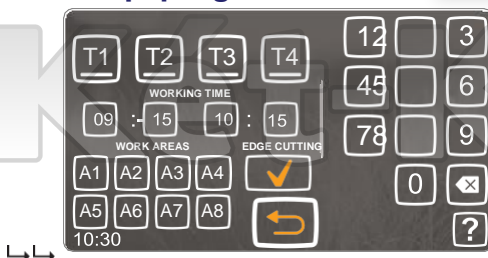 T1 T2 T3 T4
WORKING TIME
09 :- 15 10 : 15
WORK AREAS EDGE CUTTING
A1 A2 A3 A4
A5 A6 A7 A8
10:30
12 3
45 6
78 9
0
?